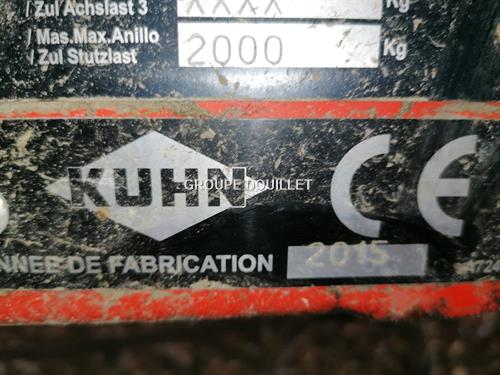 / Zul Achslast 3 XXXX Kg
/ Mas.Max.Anillo
/ Zul Stutzlast 2000 Kg
KUHN CE
GROUPE DOUILLET
NNEE DE FABRICATION 2015